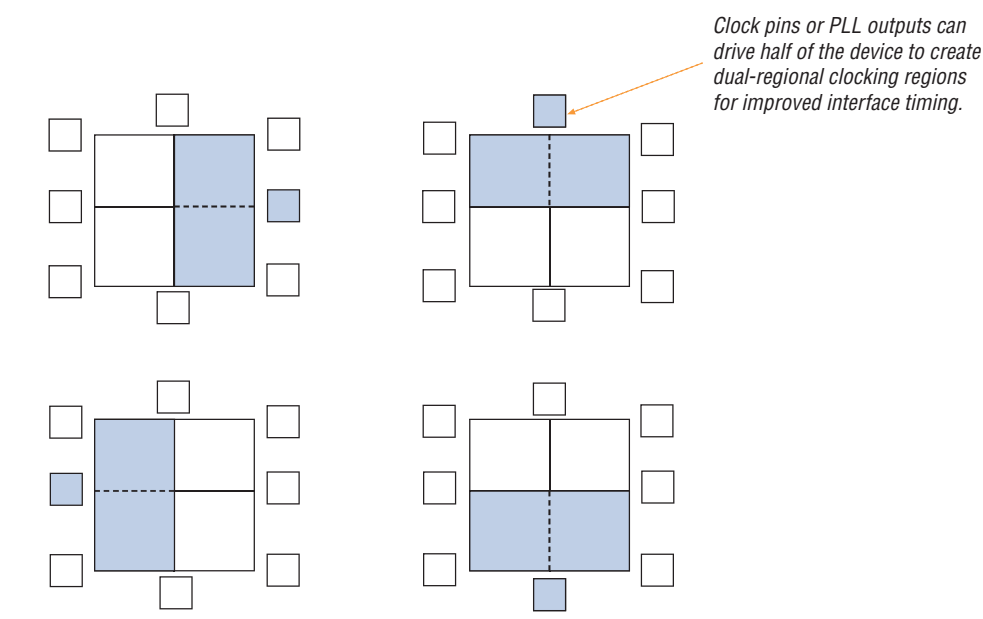 Clock pins or PLL outputs can
drive half of the device to create
dual-regional clocking regions
for improved interface timing.